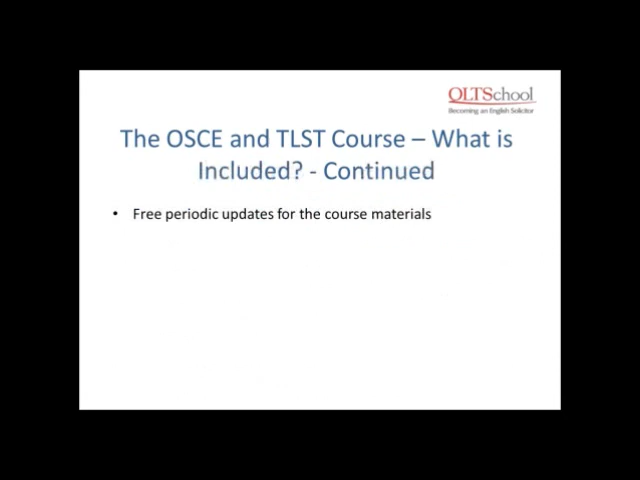 QLTSchool
Becoming an English Solicitor
The OSCE and TLST Course – What is
Included? - Continued
• Free periodic updates for the course materials